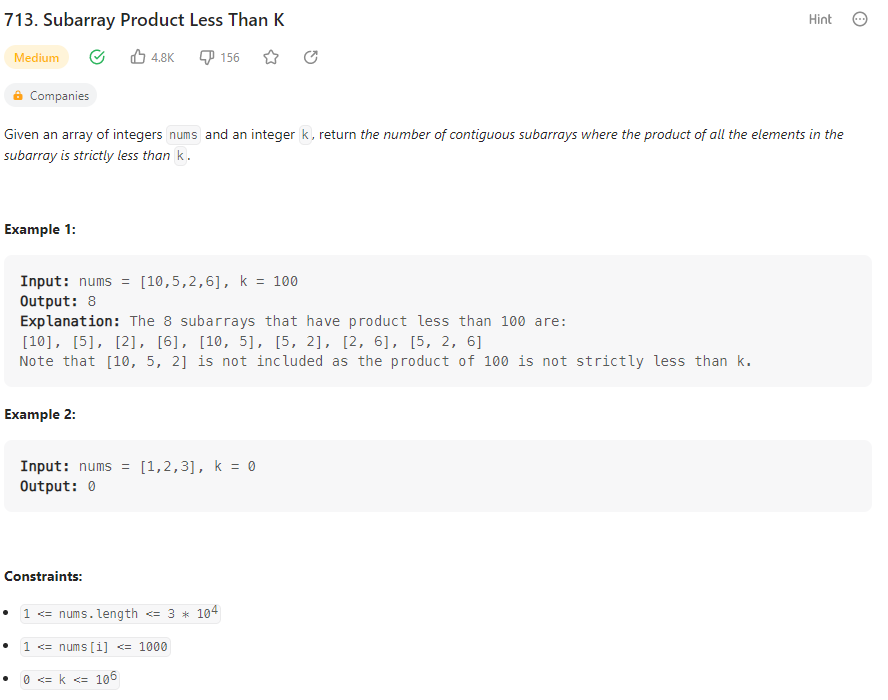 713. Subarray Product Less Than K
Hint
Medium
4.8K
156
Companies
Given an array of integers nums and an integer k, return the number of contiguous subarrays where the product of all the elements in the
subarray is strictly less than k.
Example 1:
Input: nums = [10,5,2,6], k = 100
Output: 8
Explanation: The 8 subarrays that have product less than 100 are:
[10], [5], [2], [6], [10, 5], [5, 2], [2, 6], [5, 2, 6]
Note that [10, 5, 2] is not included as the product of 100 is not strictly less than k.
Example 2:
Input: nums = [1,2,3], k = 0
Output: 0
Constraints:
• 1 <= nums.length <= 3 * 10⁴
• 1 <= nums[i] <= 1000
• 0 <= k <= 10⁶